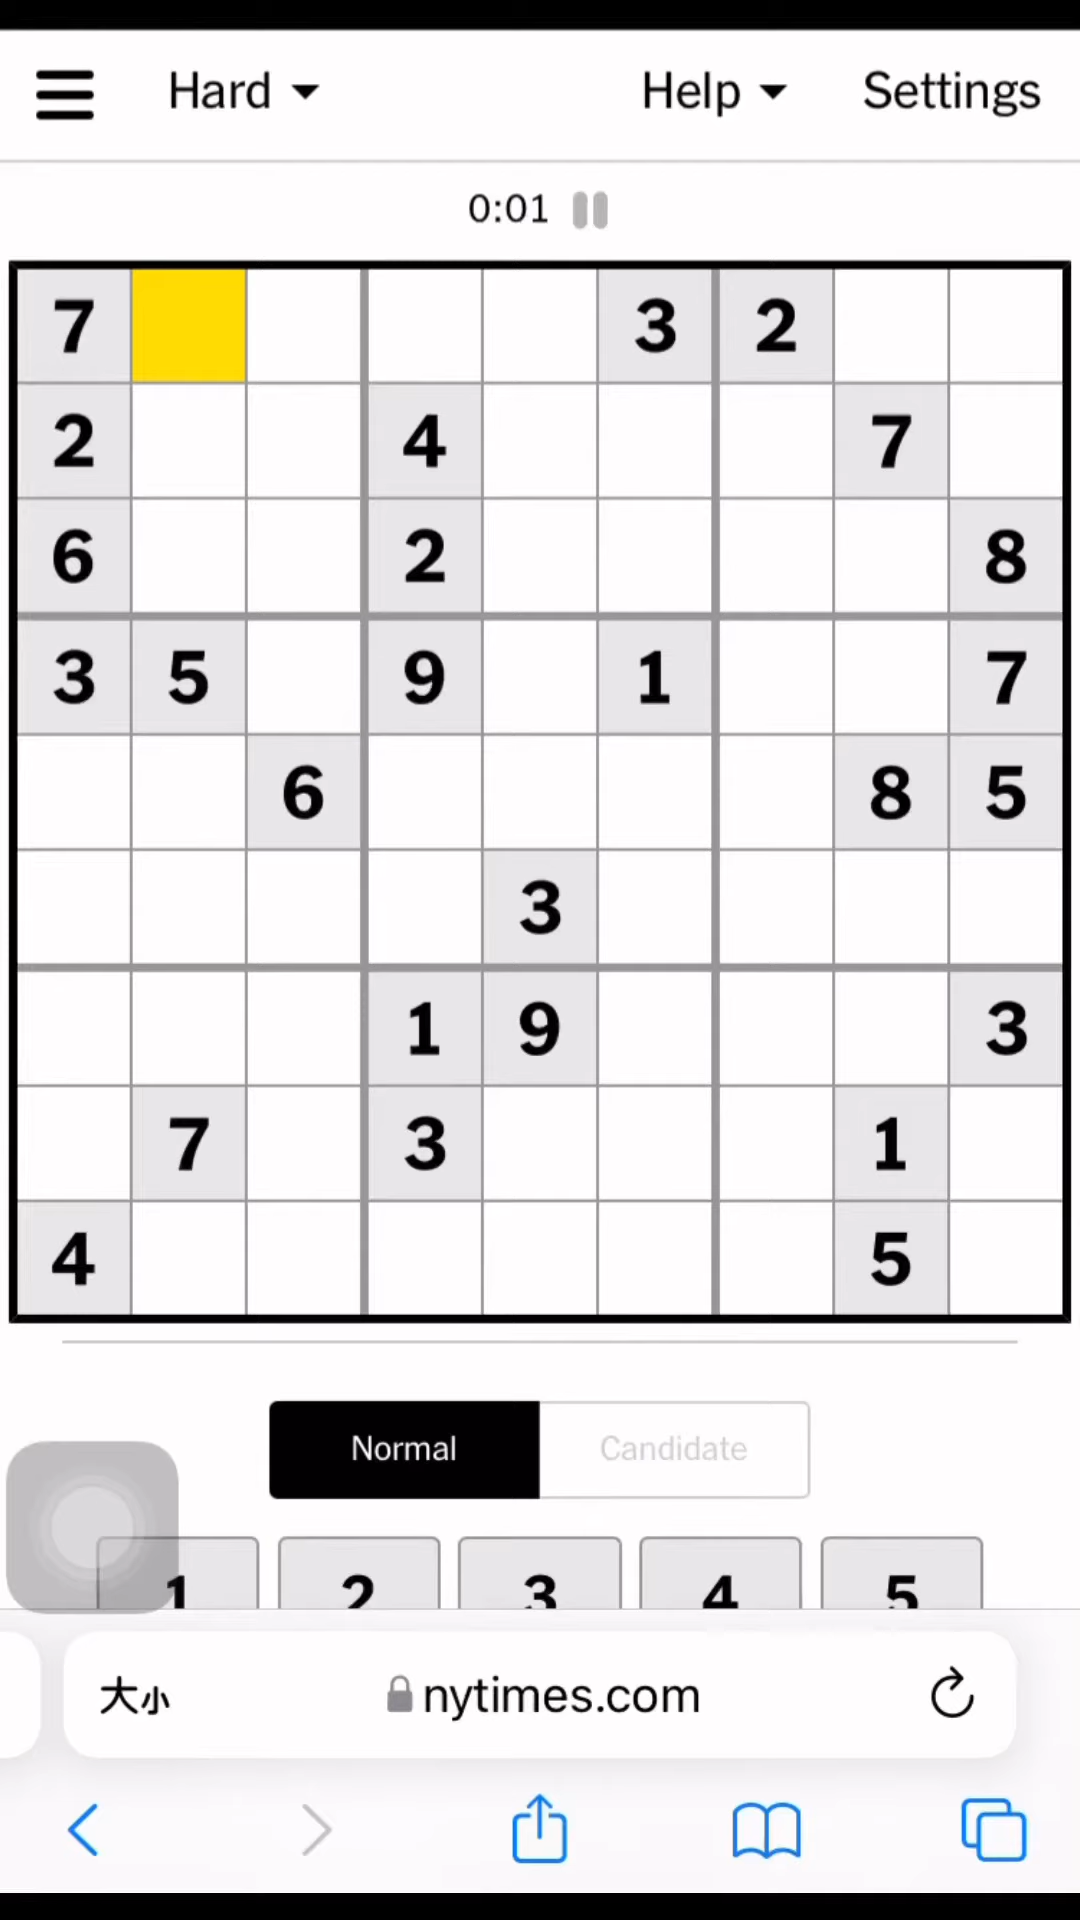 Hard Help Settings
0:01
7 3 2
2 4 7
6 2 8
3 5 9 1 7
6 8 5
3
1 9 3
7 3 1
4 5
Normal Candidate
1 2 3 4 5
大小 nytimes.com